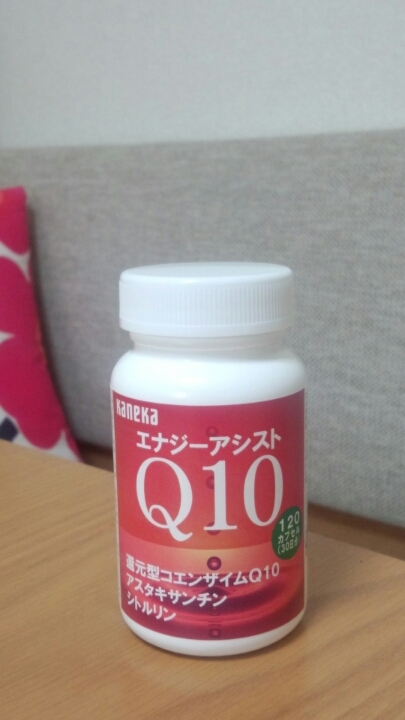 kaneka
エナジーアシスト
Q10
120
カプセル
(30日分
還元型コエンザイムQ10
アスタキサンチン
シトルリン